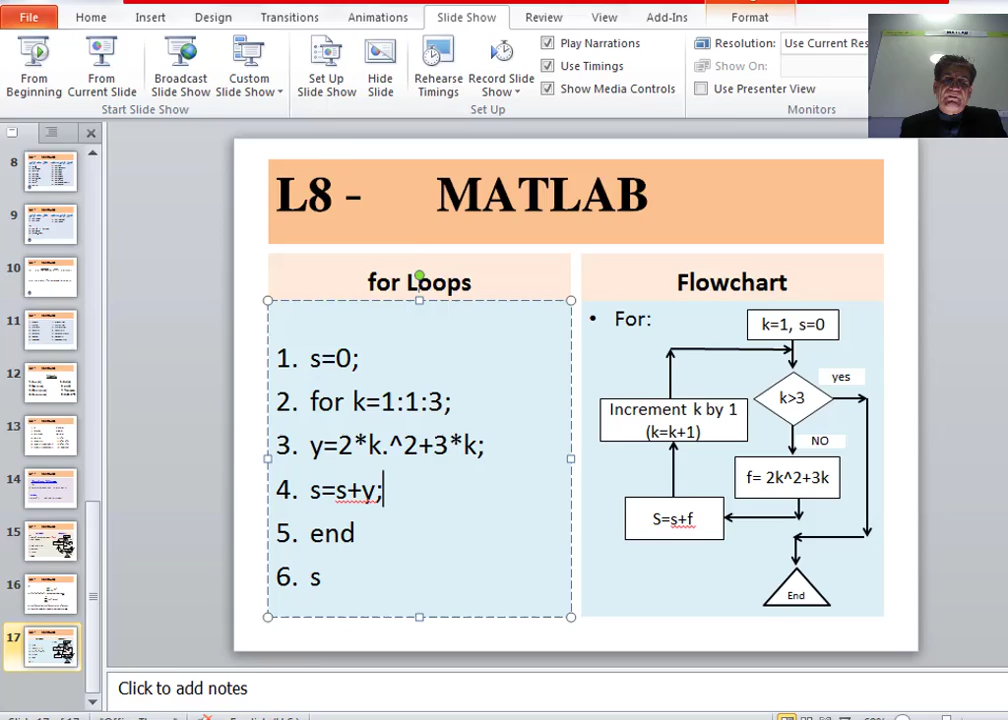 File Home Insert Design Transitions Animations Slide Show Review View Add-Ins Format
From Beginning
From Current Slide
Broadcast Slide Show
Custom Slide Show
Set Up Slide Show
Hide Slide
Rehearse Timings
Record Slide Show
Play Narrations
Use Timings
Show Media Controls
Resolution: Use Current Res
Show On:
Use Presenter View
Start Slide Show
Set Up
Monitors
MATLAB
8
9
10
11
12
13
14
15
16
17
L8 - MATLAB
for Loops
1. s=0;
2. for k=1:1:3;
3. y=2*k.^2+3*k;
4. s=s+y;
5. end
6. s
Flowchart
• For:
k=1, s=0
yes
k>3
Increment k by 1
(k=k+1)
NO
f= 2k^2+3k
S=s+f
End
Click to add notes